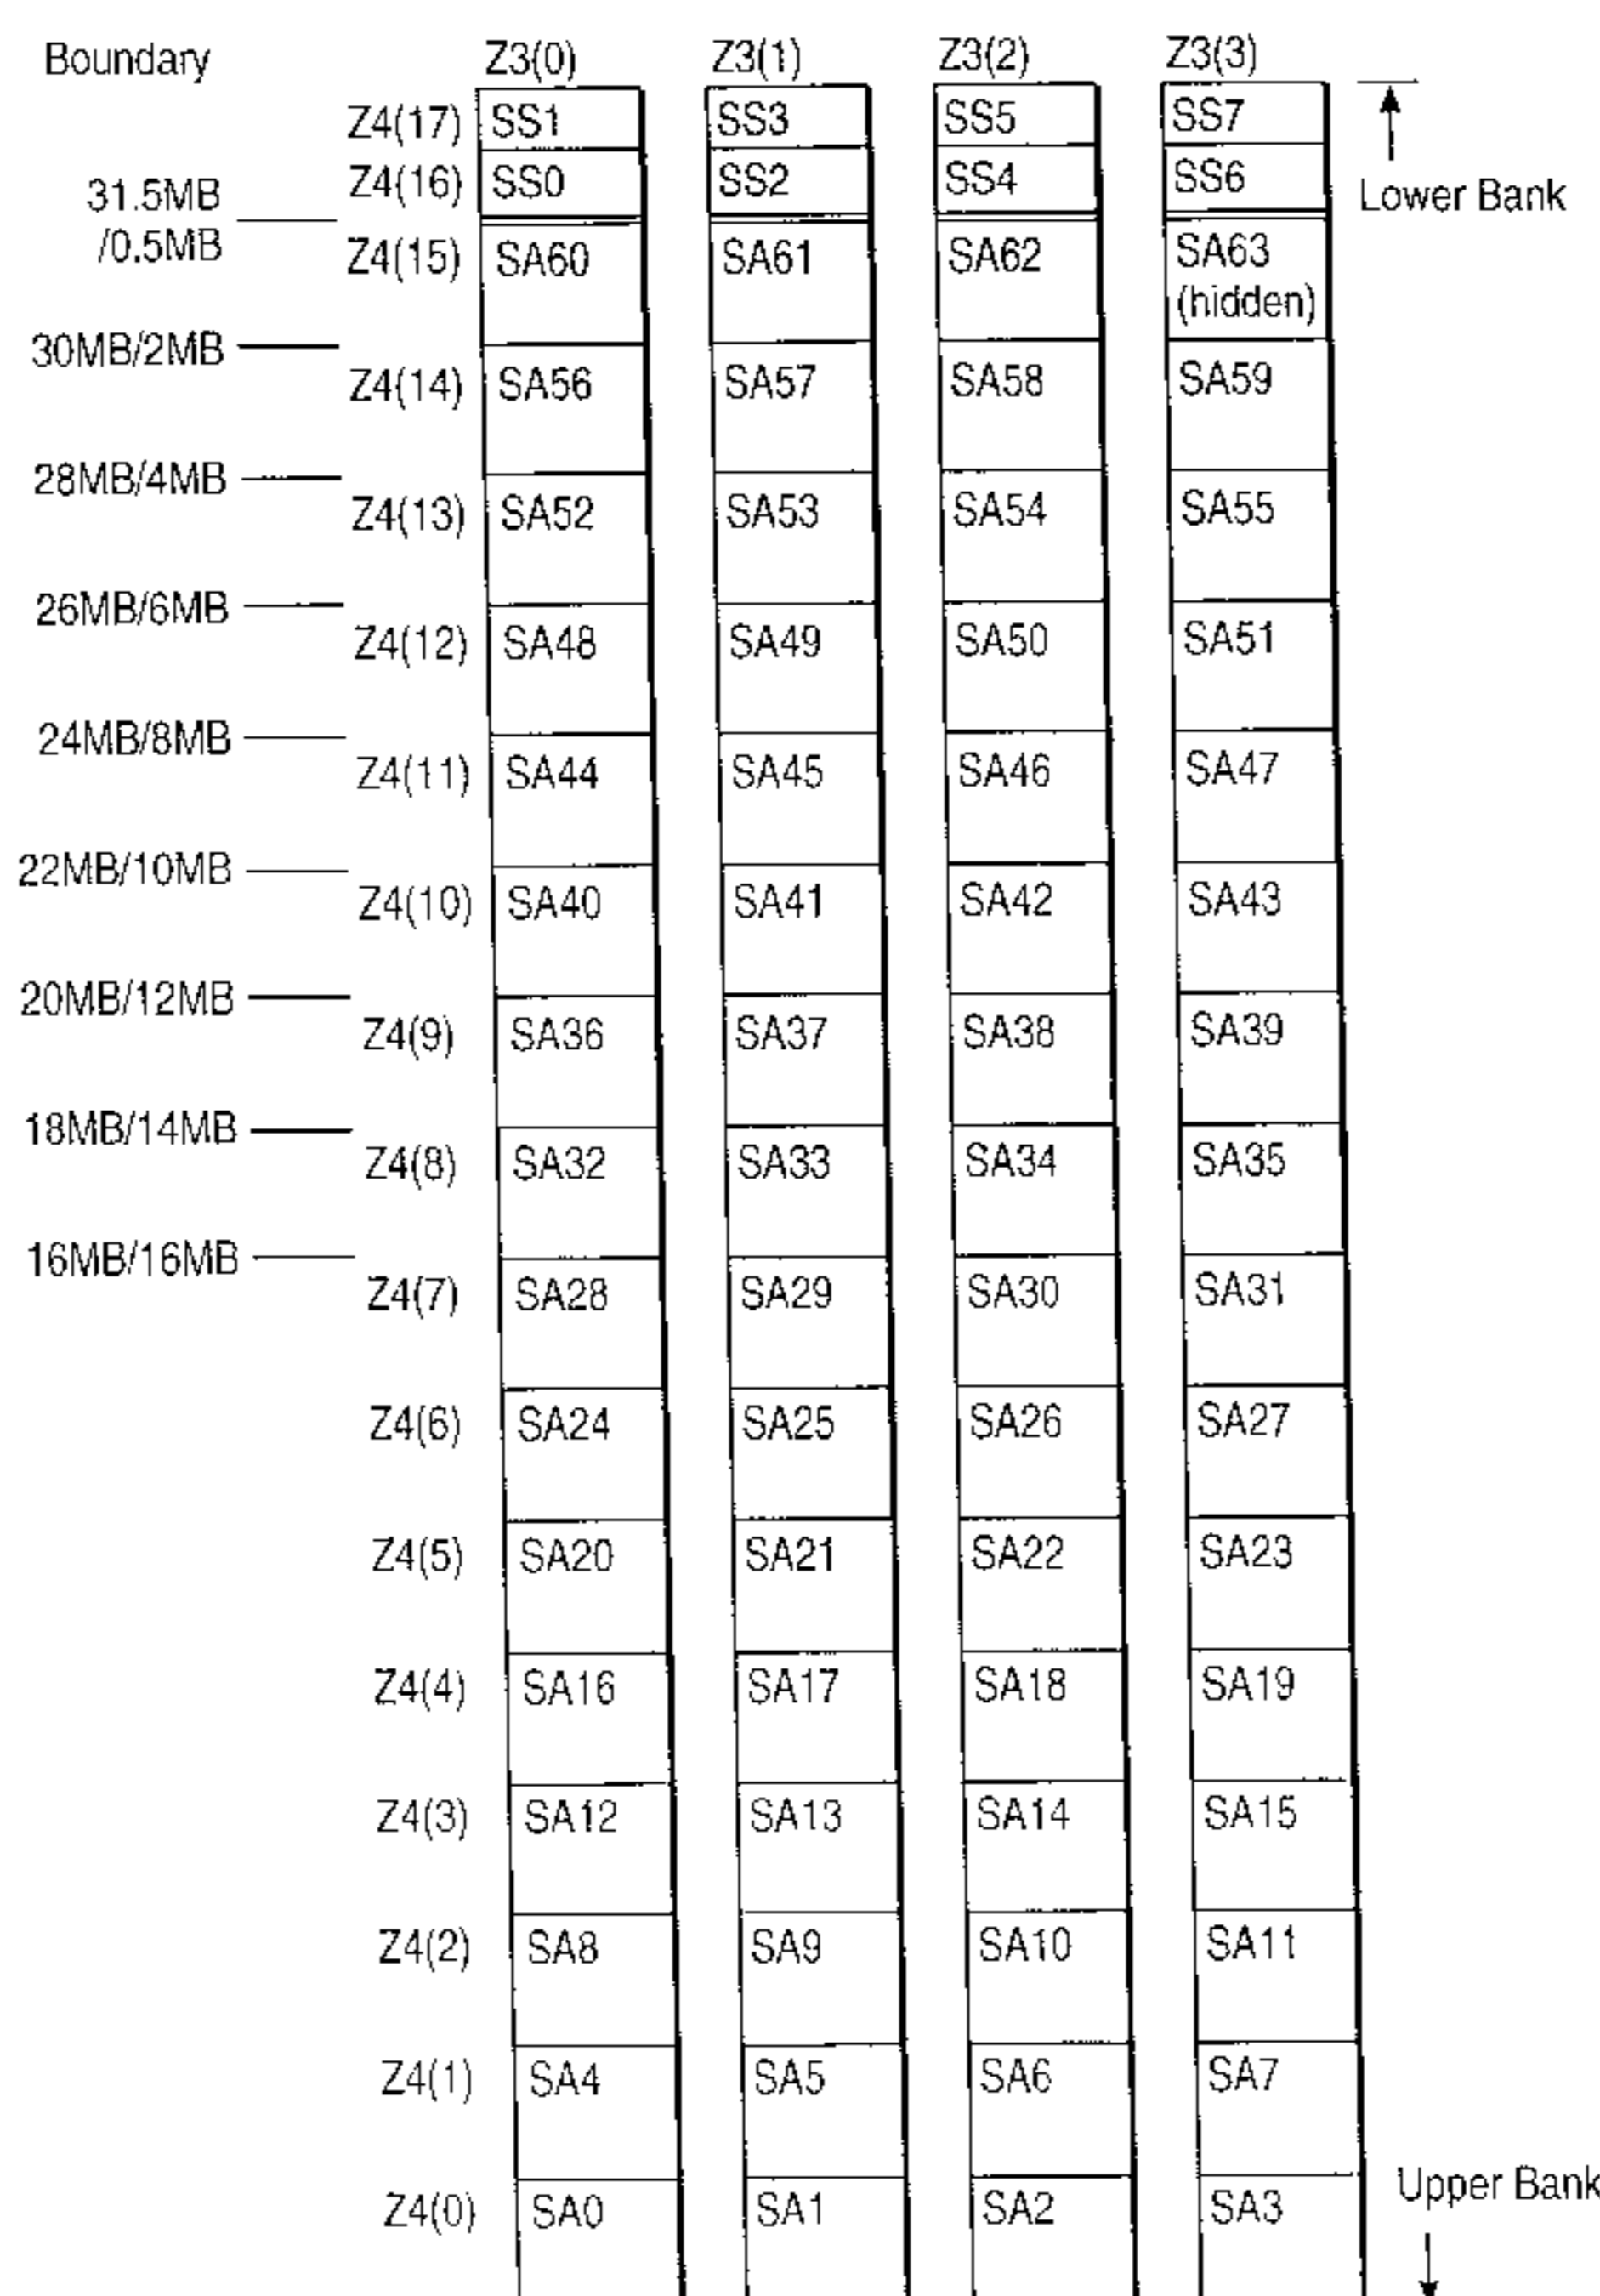 Boundary Z3(0) Z3(1) Z3(2) Z3(3)
Z4(17) SS1 SS3 SS5 SS7
Z4(16) SS0 SS2 SS4 SS6 Lower Bank
31.5MB
/0.5MB
Z4(15) SA60 SA61 SA62 SA63
(hidden)
30MB/2MB
Z4(14) SA56 SA57 SA58 SA59
28MB/4MB
Z4(13) SA52 SA53 SA54 SA55
26MB/6MB
Z4(12) SA48 SA49 SA50 SA51
24MB/8MB
Z4(11) SA44 SA45 SA46 SA47
22MB/10MB
Z4(10) SA40 SA41 SA42 SA43
20MB/12MB
Z4(9) SA36 SA37 SA38 SA39
18MB/14MB
Z4(8) SA32 SA33 SA34 SA35
16MB/16MB
Z4(7) SA28 SA29 SA30 SA31
Z4(6) SA24 SA25 SA26 SA27
Z4(5) SA20 SA21 SA22 SA23
Z4(4) SA16 SA17 SA18 SA19
Z4(3) SA12 SA13 SA14 SA15
Z4(2) SA8 SA9 SA10 SA11
Z4(1) SA4 SA5 SA6 SA7
Upper Bank
Z4(0) SA0 SA1 SA2 SA3